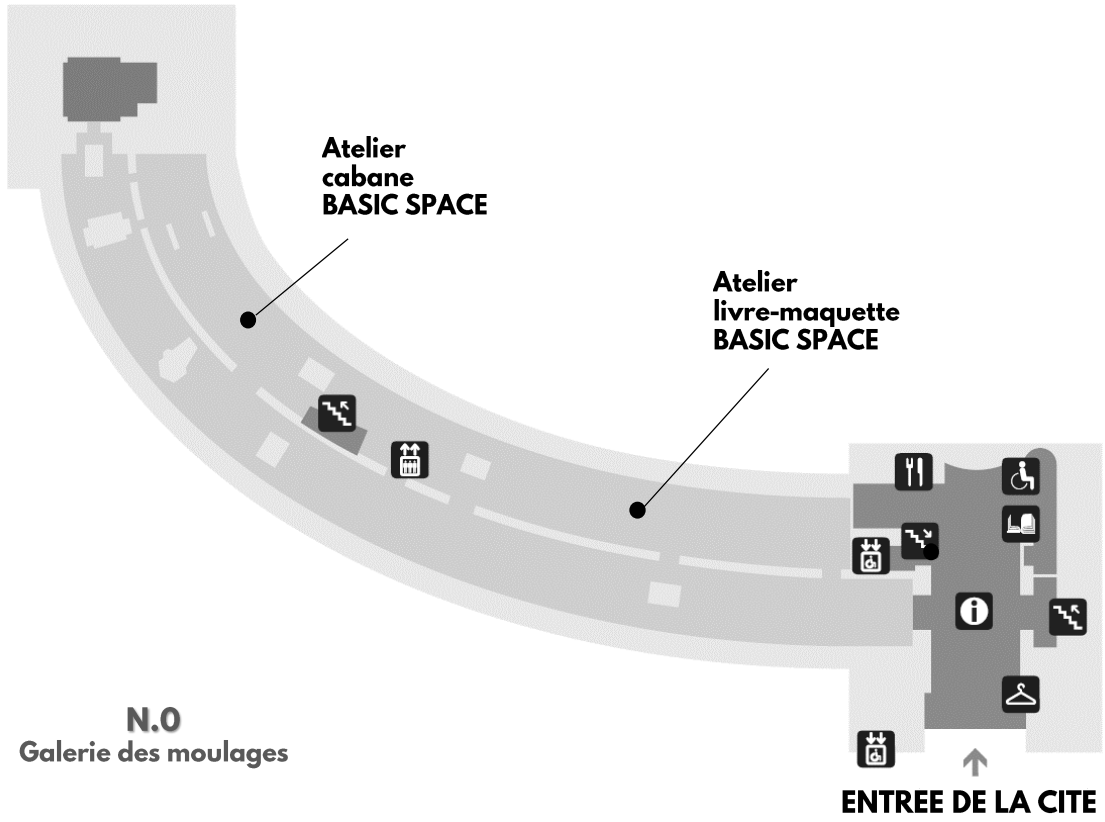 Atelier
cabane
BASIC SPACE
Atelier
livre-maquette
BASIC SPACE
N.0
Galerie des moulages
ENTREE DE LA CITE